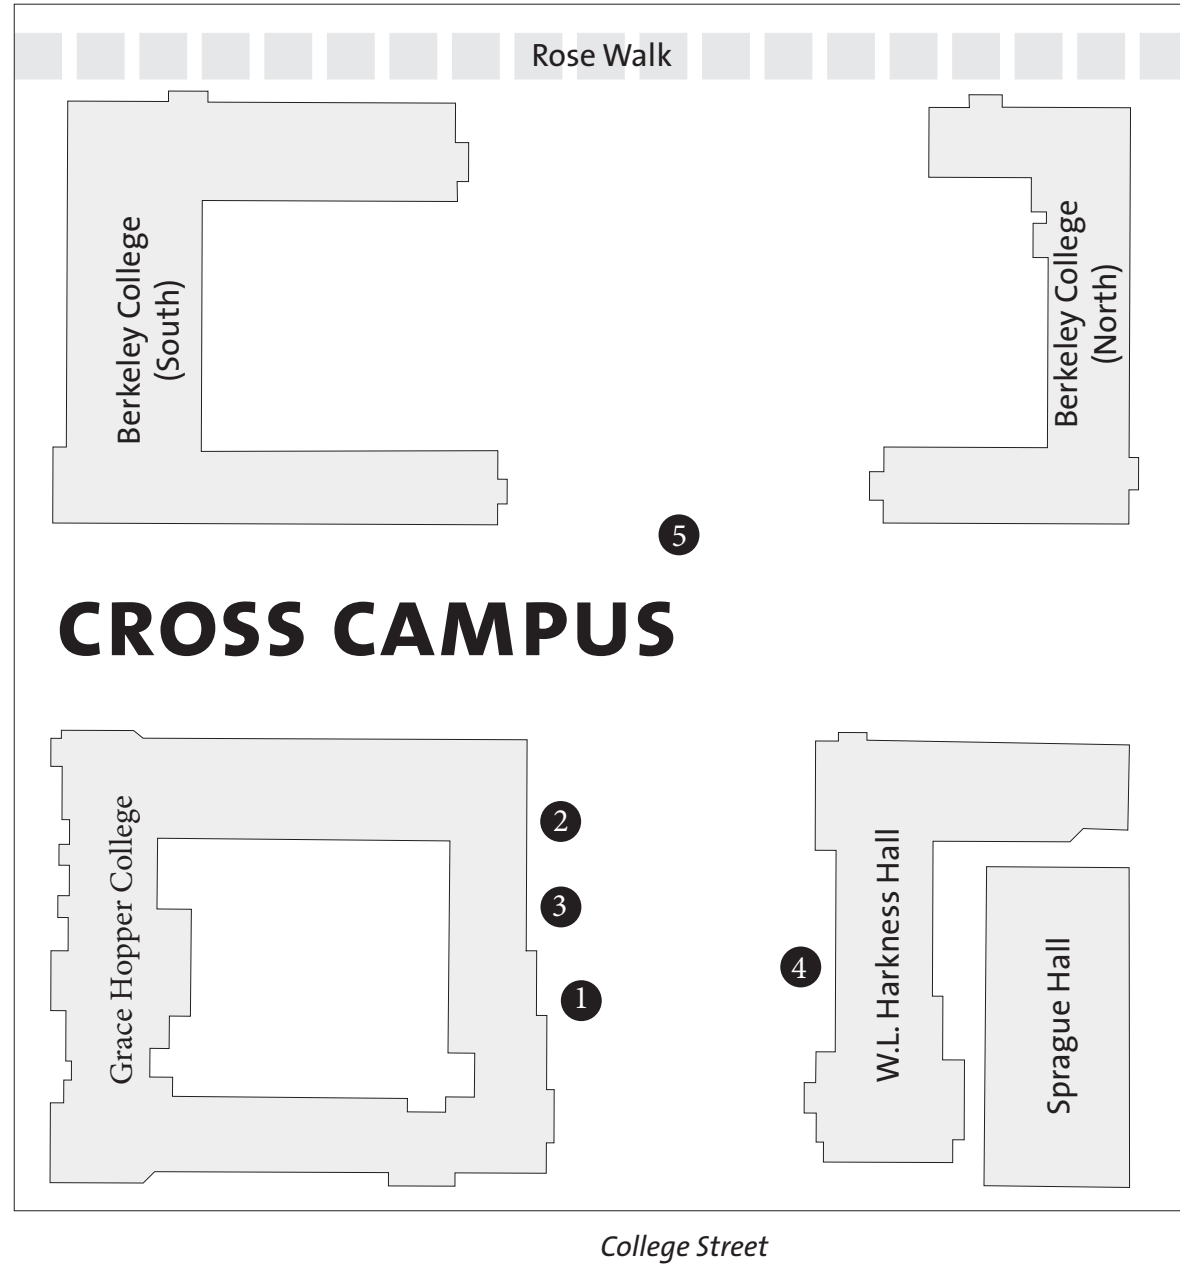 Rose Walk
Berkeley College
(South)
Berkeley College
(North)
5
CROSS CAMPUS
2
3
4
1
Grace Hopper College
W.L. Harkness Hall
Sprague Hall
College Street